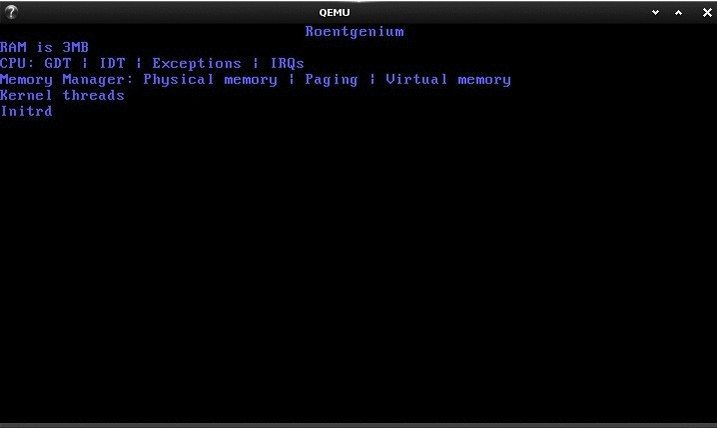 QEMU
Roentgenium
RAM is 3MB
CPU: GDT ¦ IDT ¦ Exceptions ¦ IRQs
Memory Manager: Physical memory ¦ Paging ¦ Virtual memory
Kernel threads
Initrd